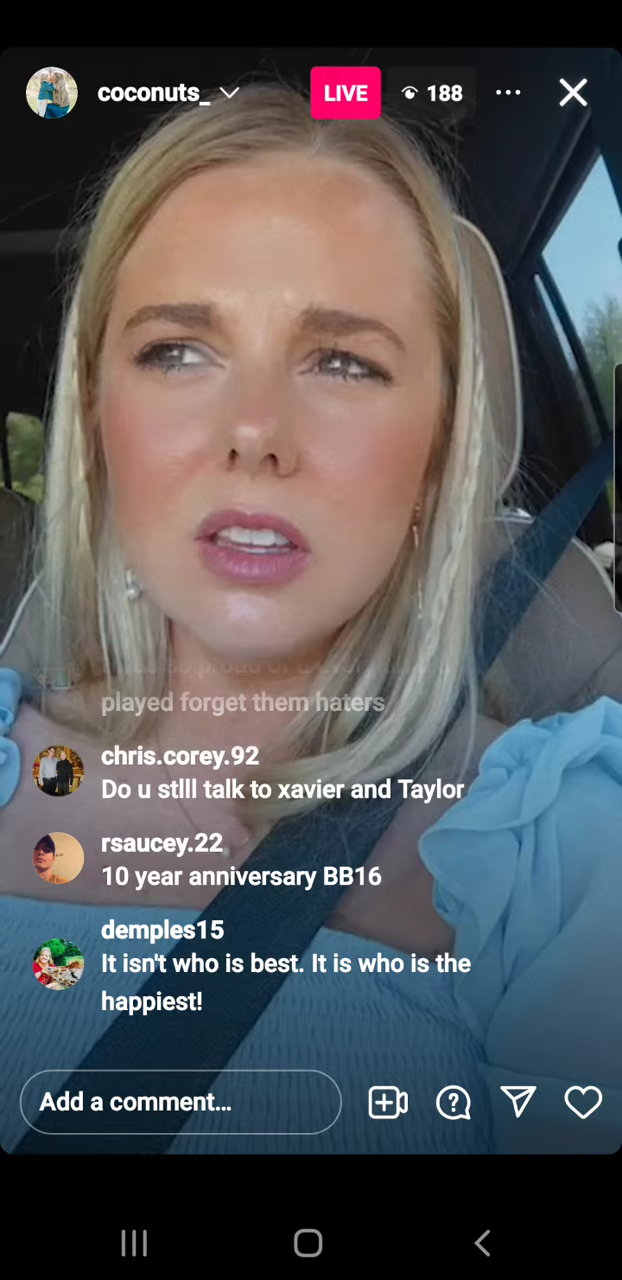 coconuts_
LIVE
188
played forget them haters
chris.corey.92
Do u stlll talk to xavier and Taylor
rsaucey.22
10 year anniversary BB16
demples15
It isn't who is best. It is who is the
happiest!
Add a comment...